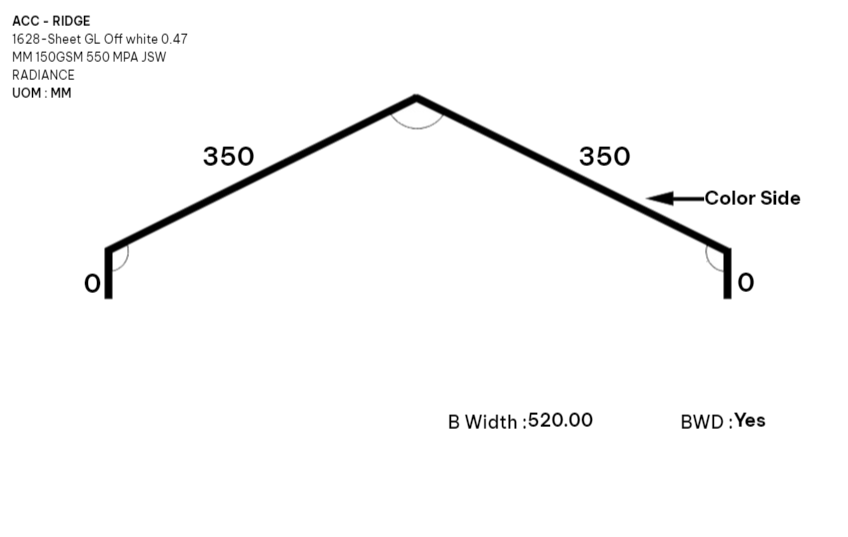 ACC - RIDGE
1628-Sheet GL Off white 0.47
MM 150GSM 550 MPA JSW
RADIANCE
UOM : MM
350
350
Color Side
0
0
B Width :520.00
BWD :Yes